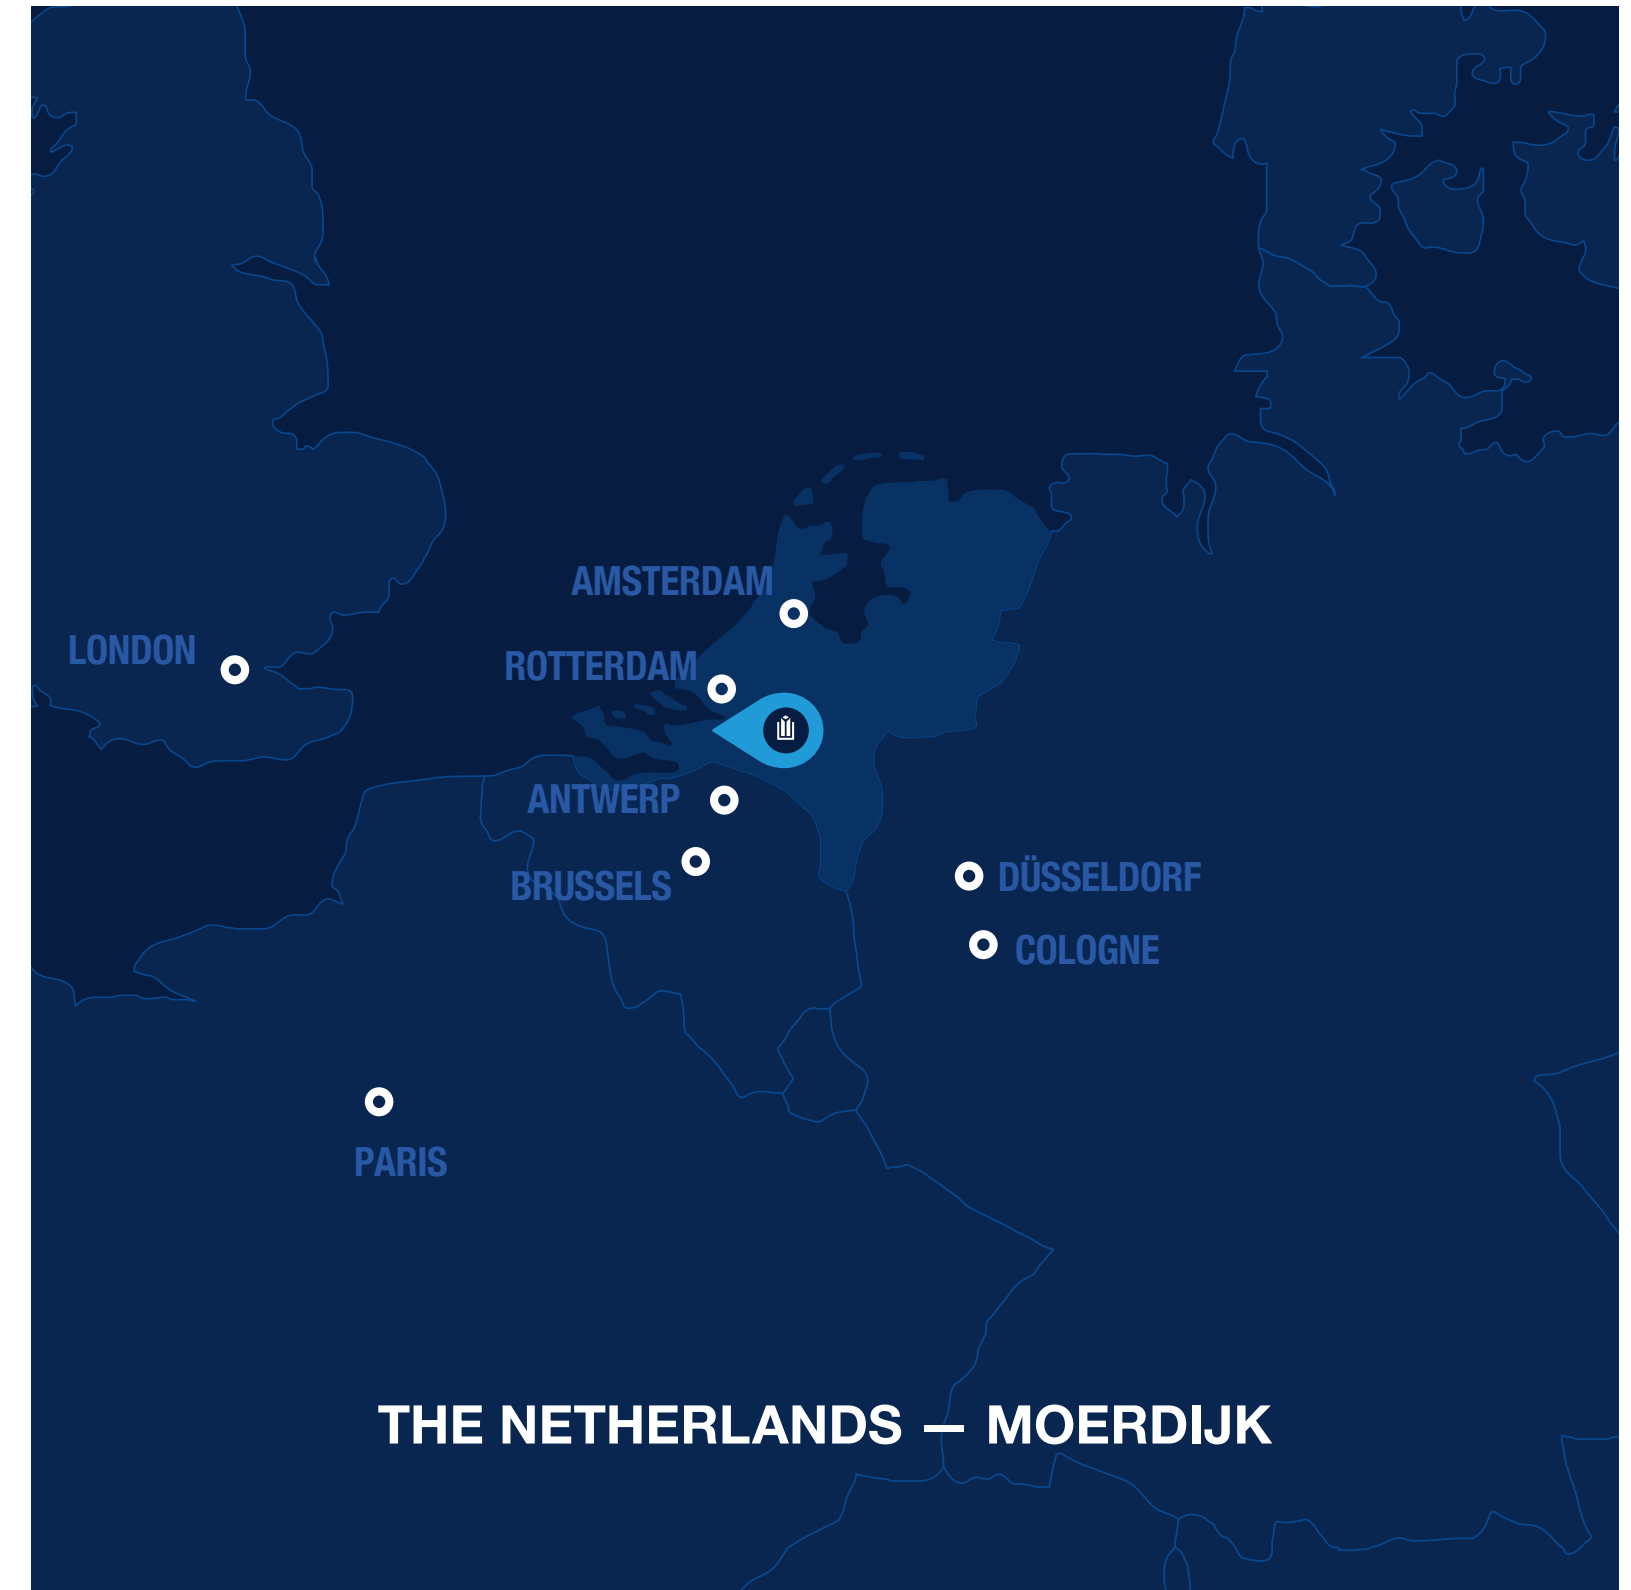 AMSTERDAM
LONDON
ROTTERDAM
ANTWERP
BRUSSELS
DÜSSELDORF
COLOGNE
PARIS
THE NETHERLANDS — MOERDIJK